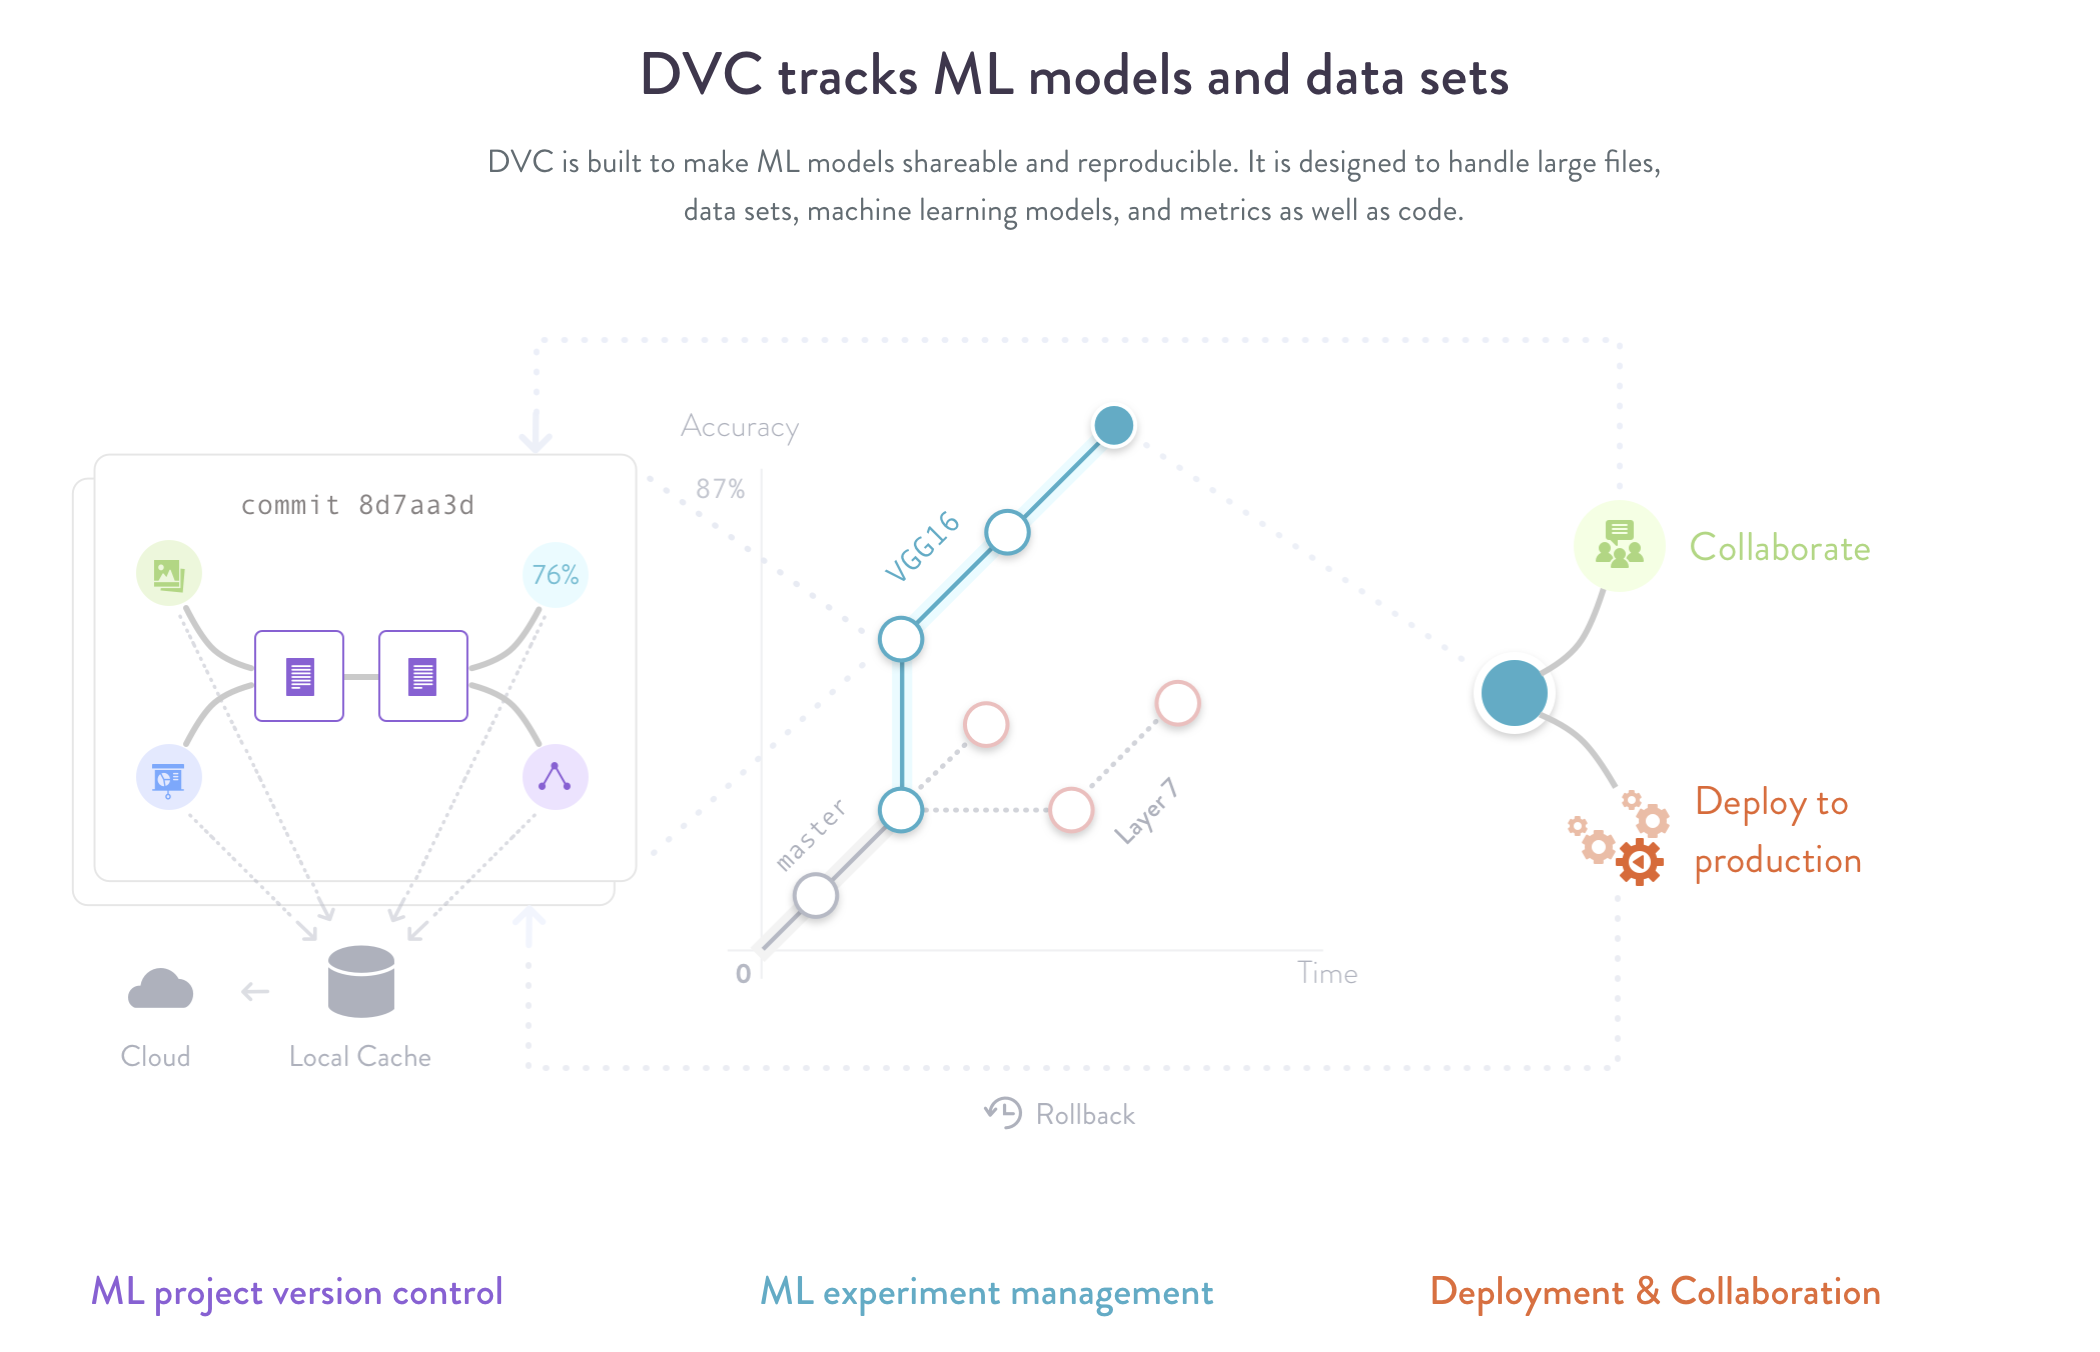 DVC tracks ML models and data sets
DVC is built to make ML models shareable and reproducible. It is designed to handle large files,
data sets, machine learning models, and metrics as well as code.
commit 8d7aa3d
76%
Cloud
Local Cache
Accuracy
87%
VGG16
master
Layer 7
0
Time
Rollback
Collaborate
Deploy to
production
ML project version control
ML experiment management
Deployment & Collaboration